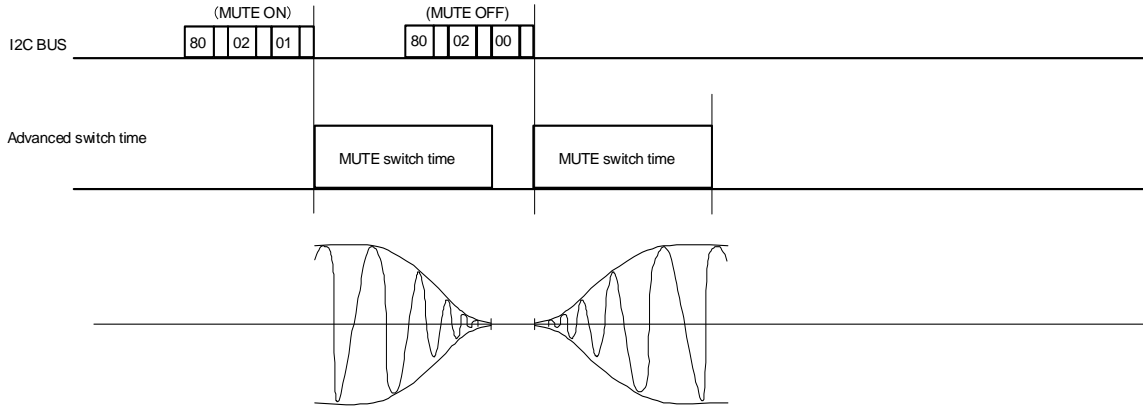 (MUTE ON) (MUTE OFF)
I2C BUS 80 02 01 80 02 00
Advanced switch time
MUTE switch time MUTE switch time